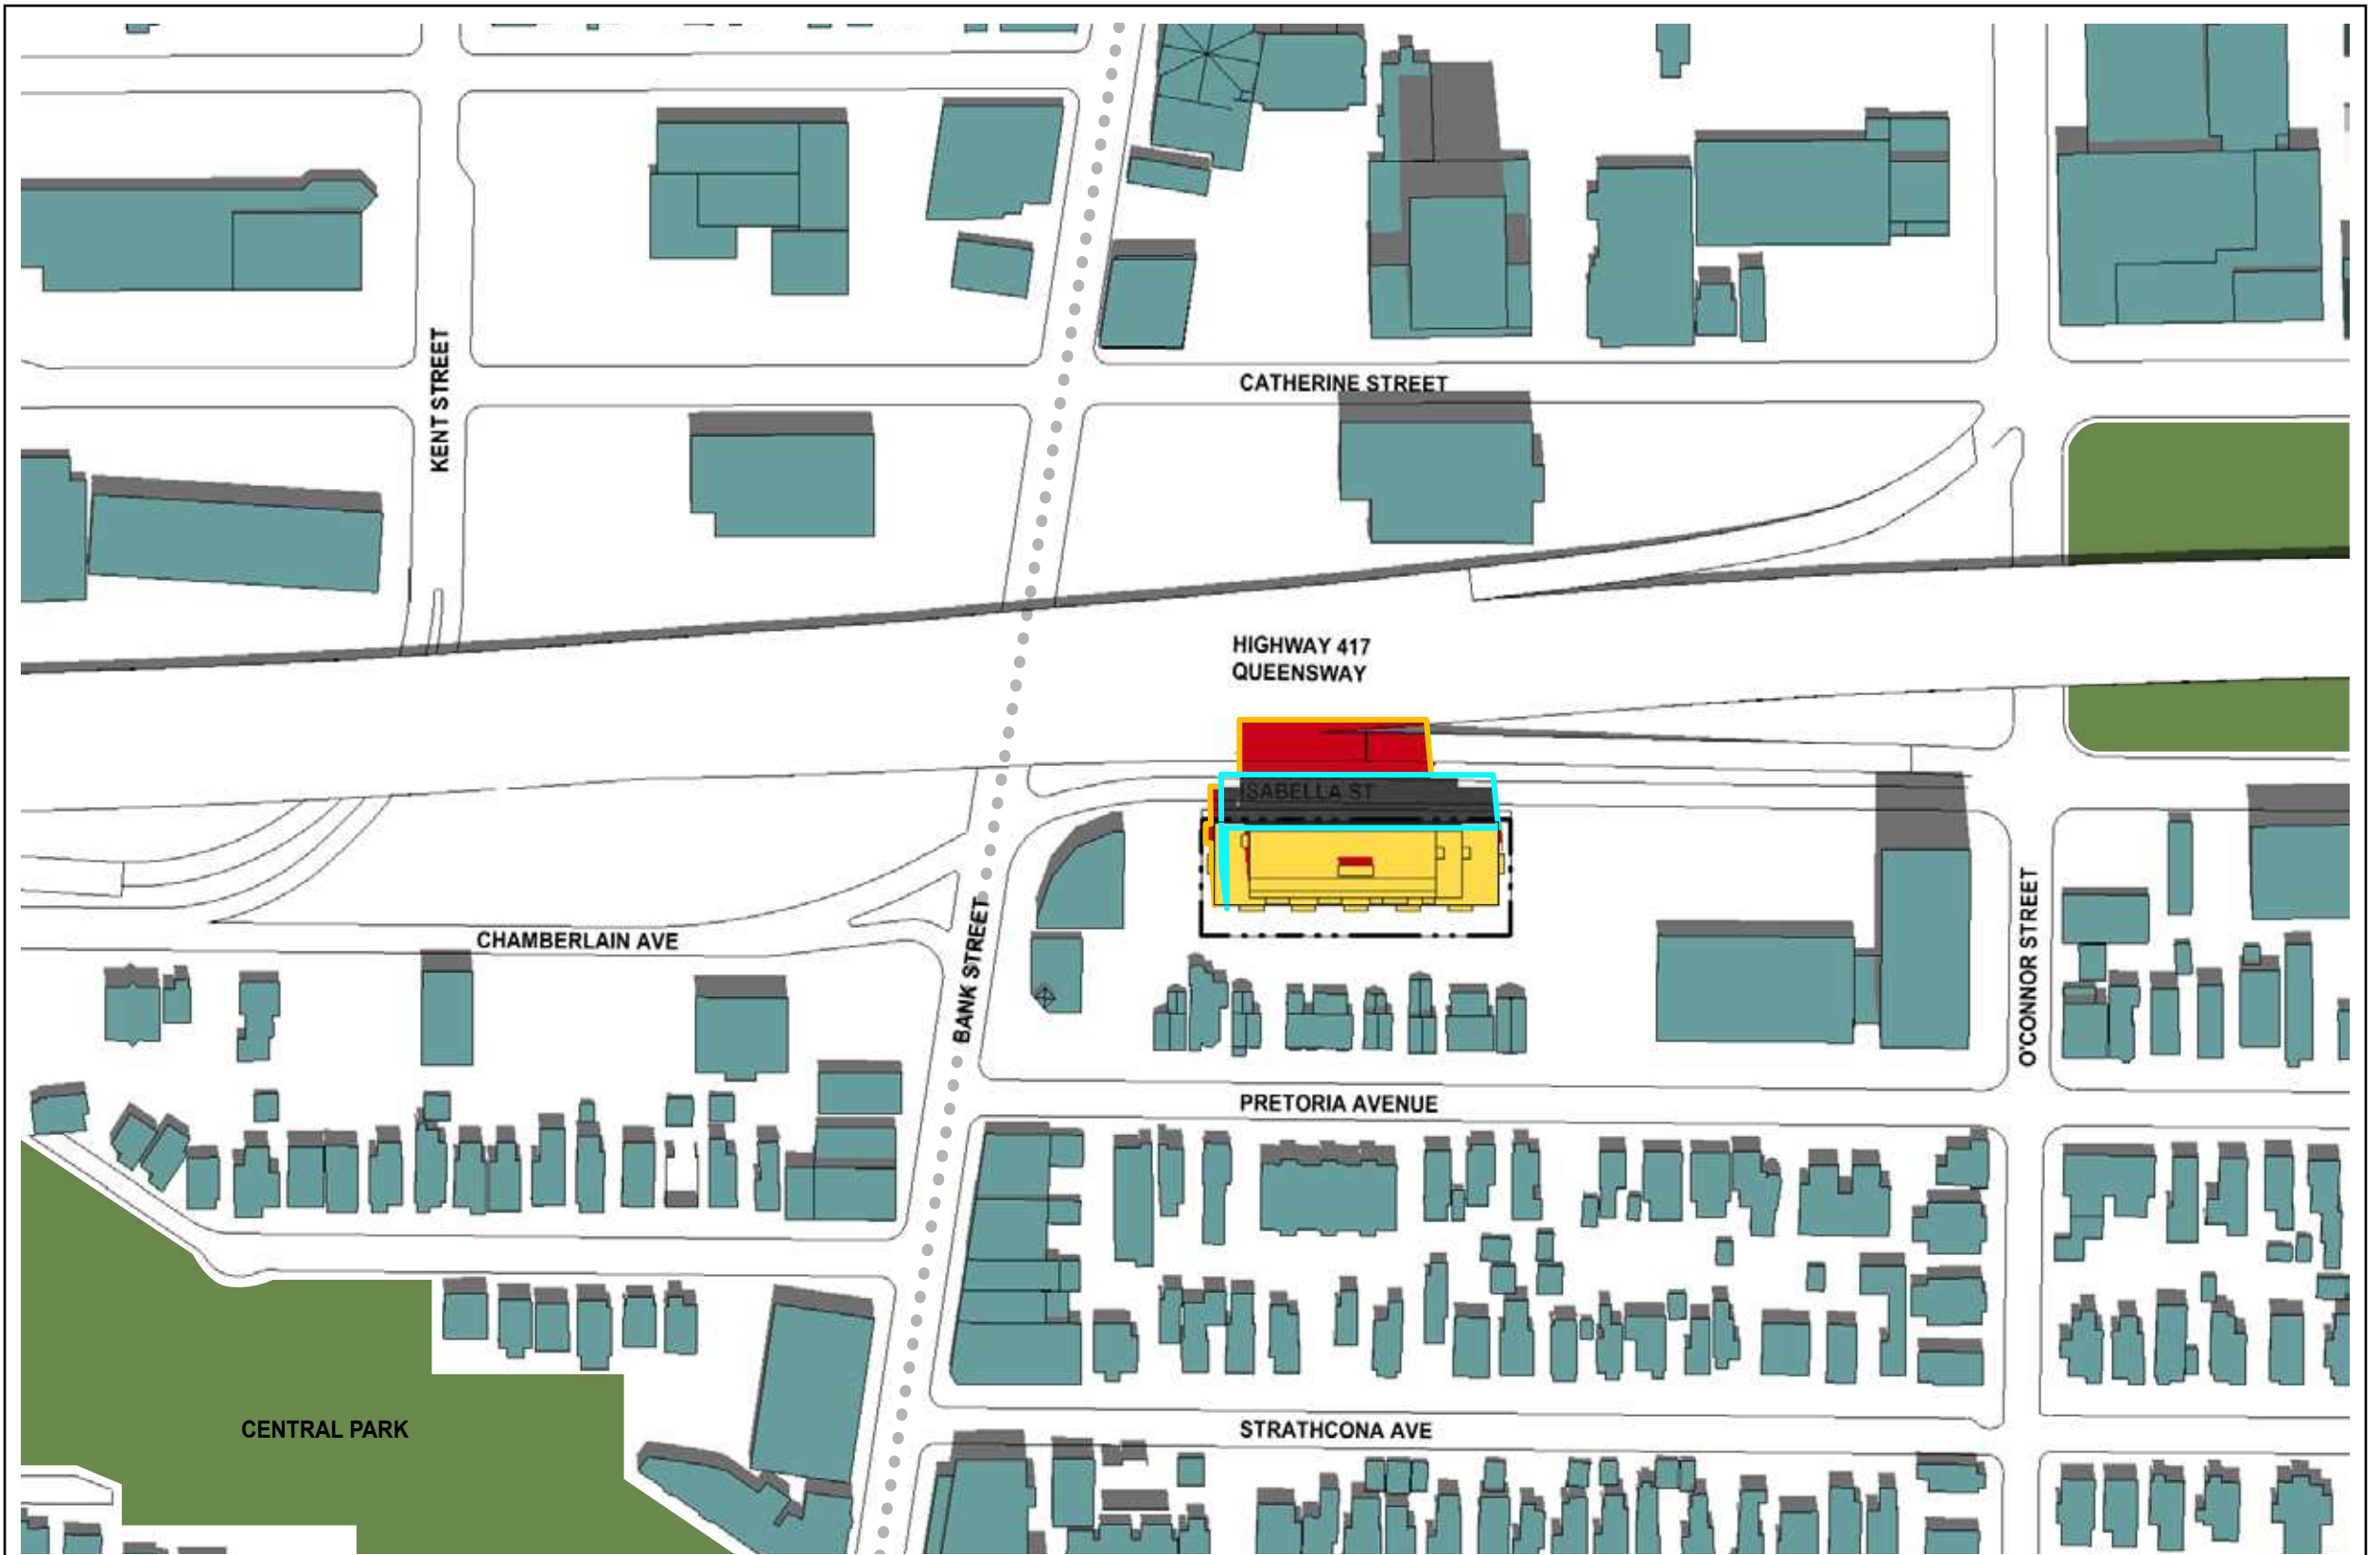 KENT STREET
CATHERINE STREET
HIGHWAY 417
QUEENSWAY
ISABELLA ST
CHAMBERLAIN AVE
BANK STREET
O'CONNOR STREET
PRETORIA AVENUE
CENTRAL PARK
STRATHCONA AVE